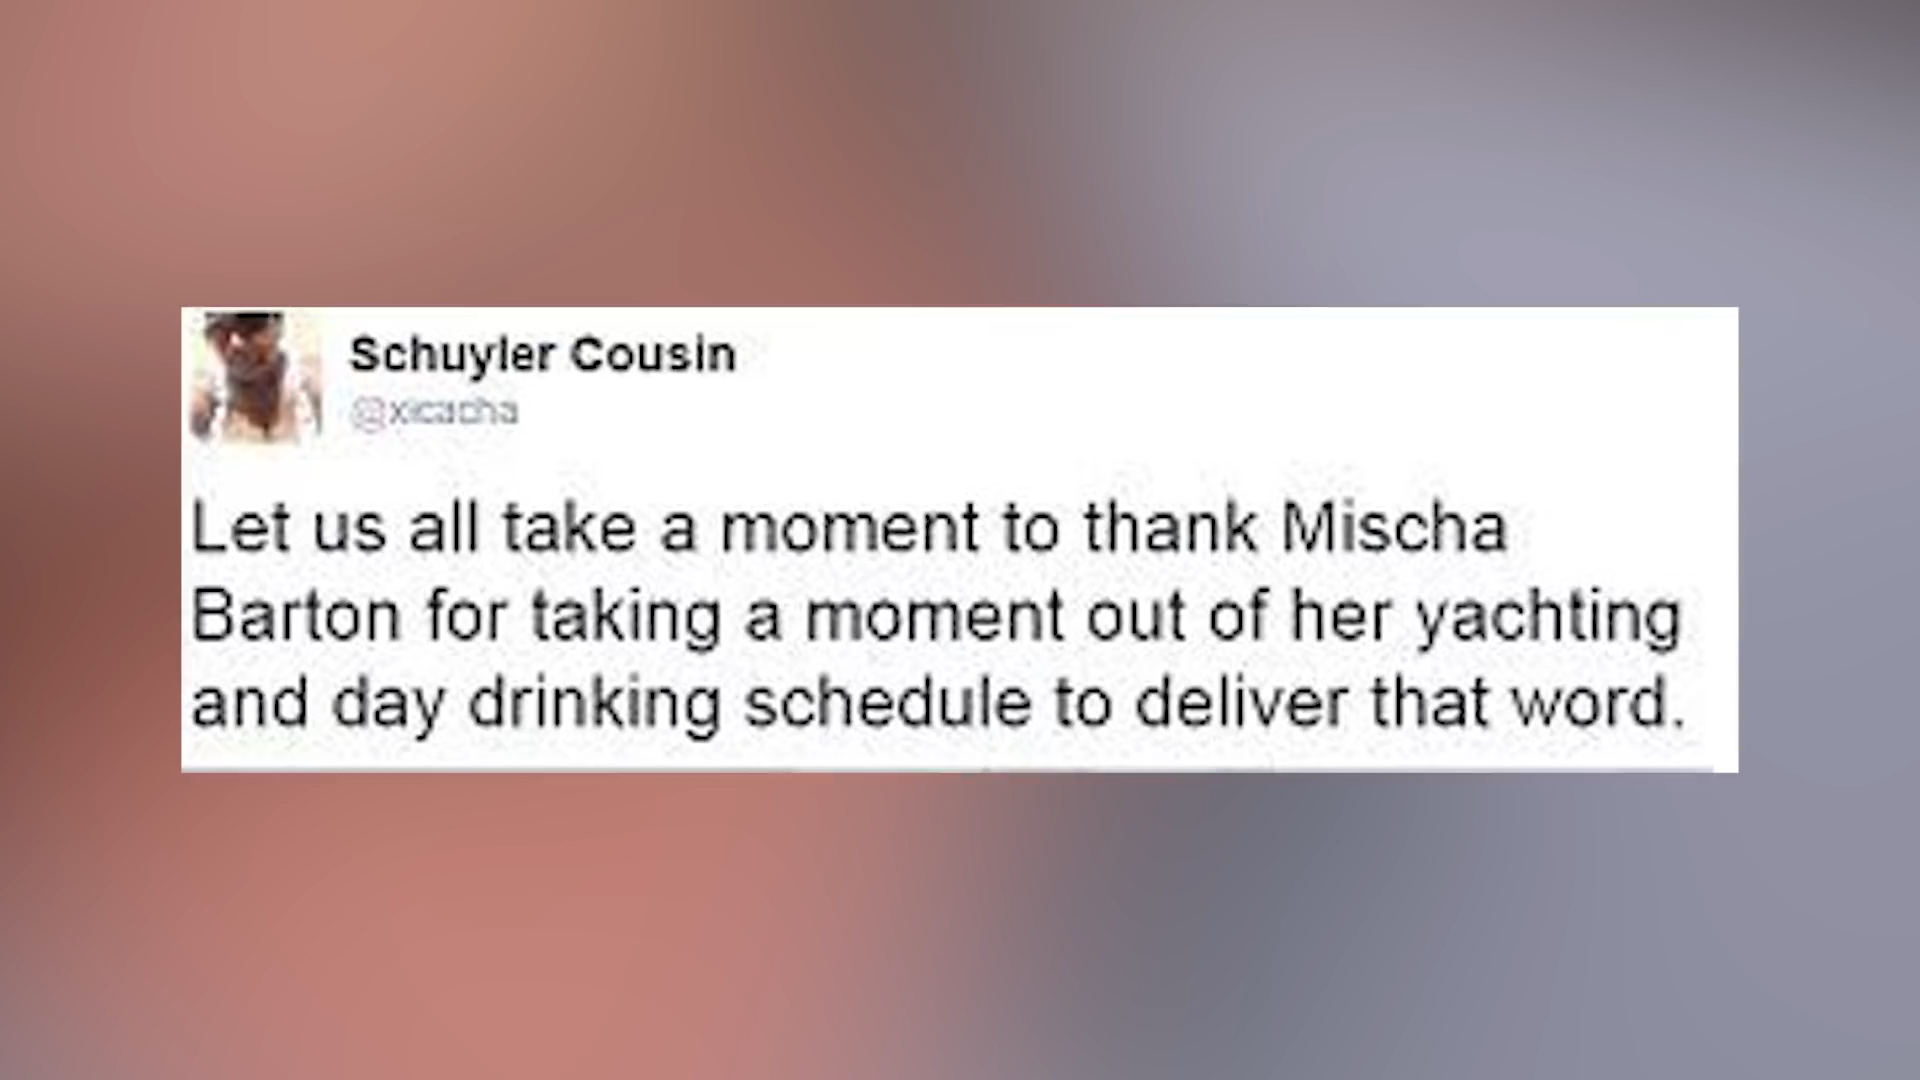 Schuyler Cousin
@xicacha
Let us all take a moment to thank Mischa
Barton for taking a moment out of her yachting
and day drinking schedule to deliver that word.